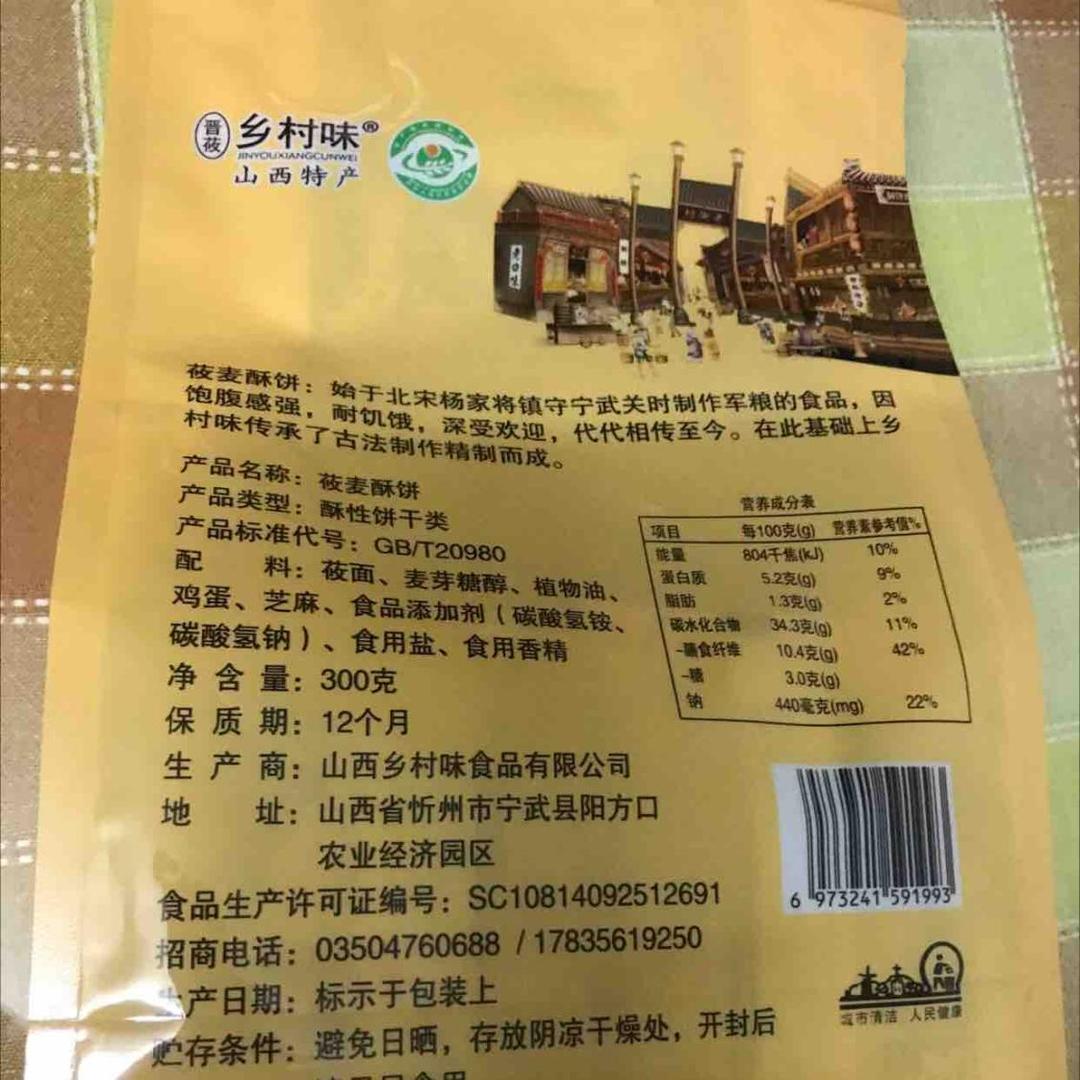 晋莜 乡村味®
JINYOUXIANGCUNWEI
山西特产
莜麦酥饼：始于北宋杨家将镇守宁武关时制作军粮的食品，因
饱腹感强，耐饥饿，深受欢迎，代代相传至今。在此基础上乡
村味传承了古法制作精制而成。
产品名称：莜麦酥饼
产品类型：酥性饼干类
产品标准代号：GB/T20980
配 料：莜面、麦芽糖醇、植物油、
鸡蛋、芝麻、食品添加剂（碳酸氢铵、
碳酸氢钠）、食用盐、食用香精
净含量：300克
保质期：12个月
生产商：山西乡村味食品有限公司
地 址：山西省忻州市宁武县阳方口
农业经济园区
食品生产许可证编号：SC10814092512691
招商电话：03504760688 / 17835619250
生产日期：标示于包装上
贮存条件：避免日晒，存放阴凉干燥处，开封后
营养成分表
项目 每100克(g) 营养素参考值%
能量 804千焦(kJ) 10%
蛋白质 5.2克(g) 9%
脂肪 1.3克(g) 2%
碳水化合物 34.3克(g) 11%
-膳食纤维 10.4克(g) 42%
-糖 3.0克(g)
钠 440毫克(mg) 22%
6 973241 591993
城市清洁 人民健康